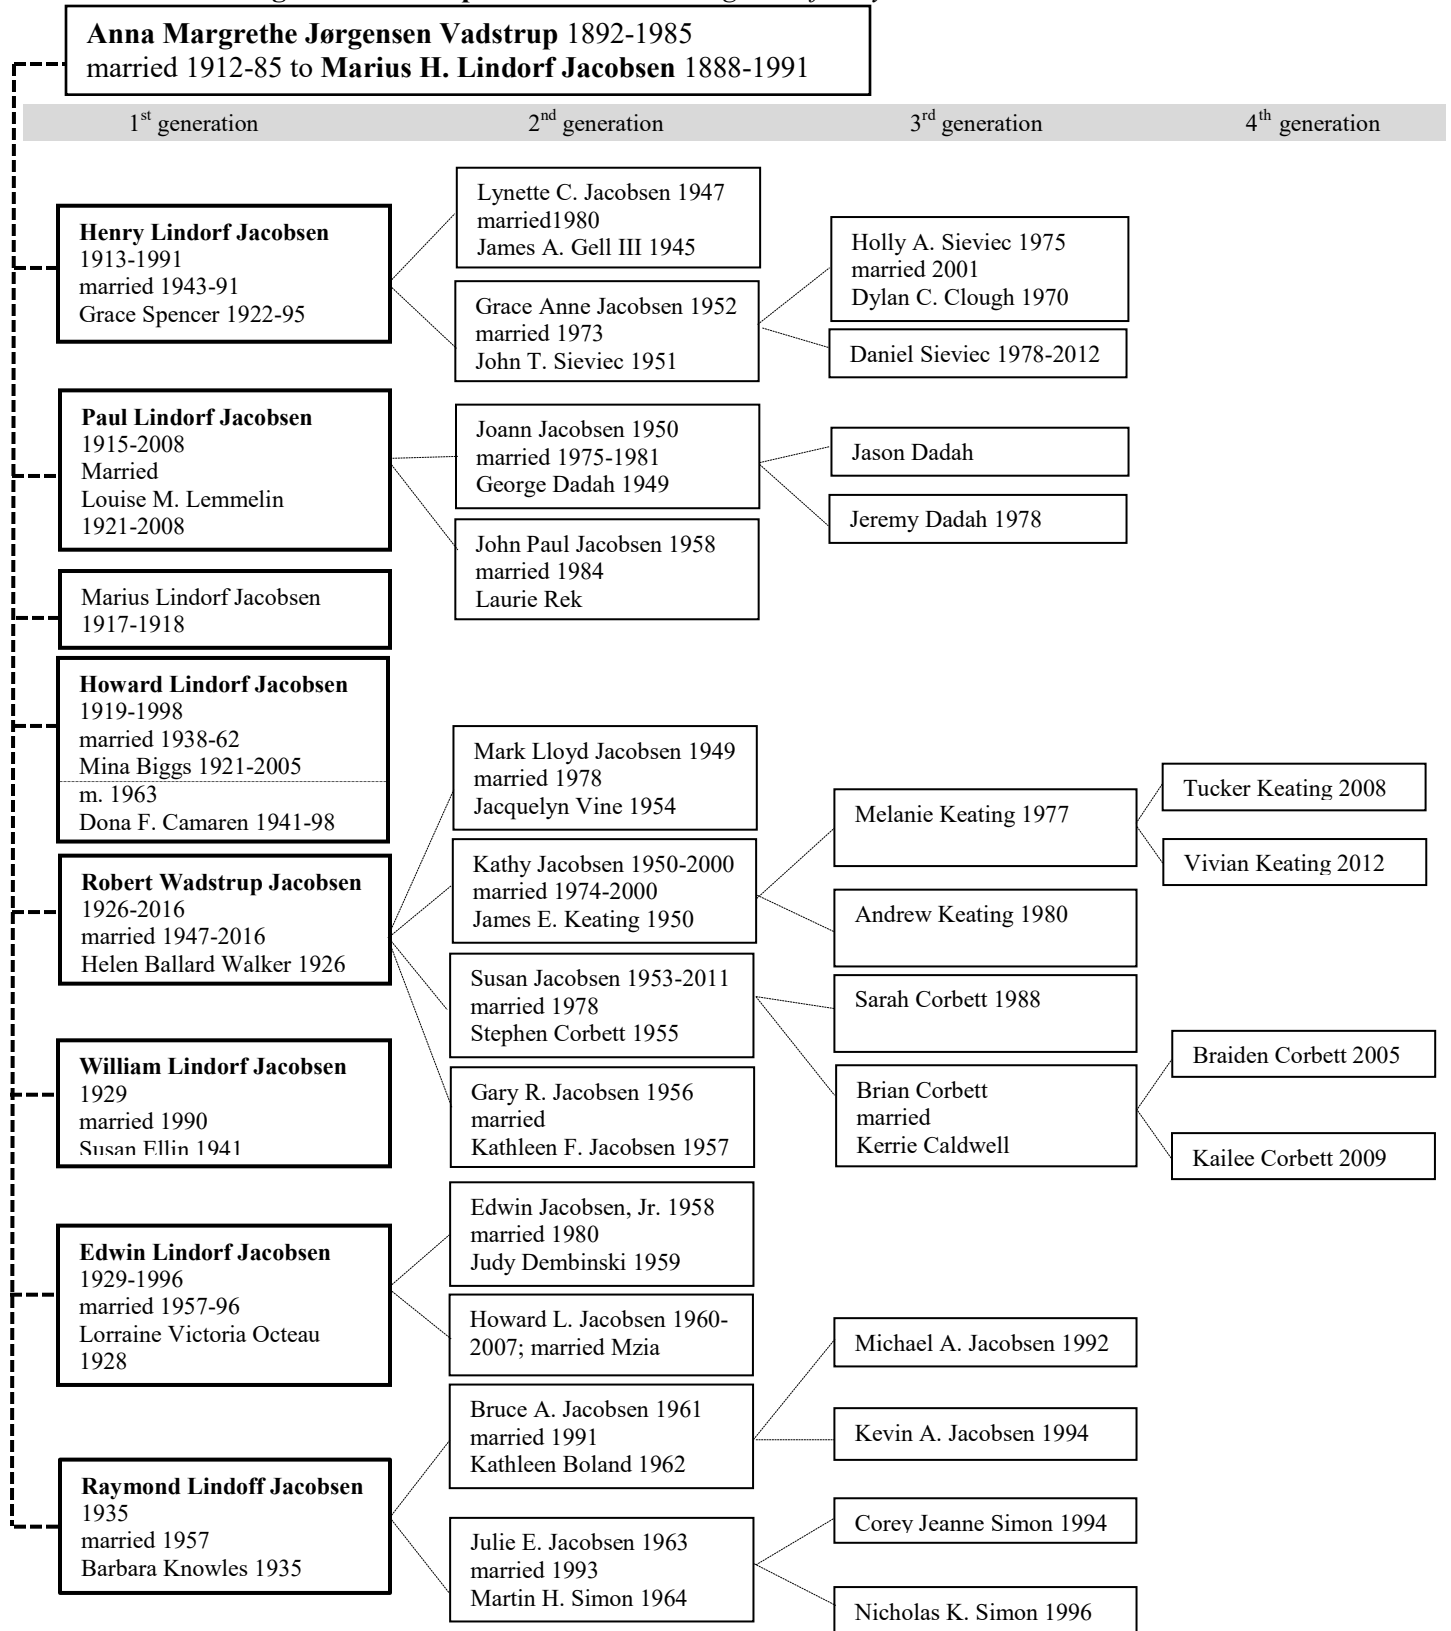 Anna Margrethe Jørgensen Vadstrup 1892-1985
married 1912-85 to Marius H. Lindorf Jacobsen 1888-1991
1st generation
2nd generation
3rd generation
4th generation
Henry Lindorf Jacobsen
1913-1991
married 1943-91
Grace Spencer 1922-95
Lynette C. Jacobsen 1947
married1980
James A. Gell III 1945
Grace Anne Jacobsen 1952
married 1973
John T. Sieviec 1951
Holly A. Sieviec 1975
married 2001
Dylan C. Clough 1970
Daniel Sieviec 1978-2012
Paul Lindorf Jacobsen
1915-2008
Married
Louise M. Lemmelin
1921-2008
Joann Jacobsen 1950
married 1975-1981
George Dadah 1949
John Paul Jacobsen 1958
married 1984
Laurie Rek
Jason Dadah
Jeremy Dadah 1978
Marius Lindorf Jacobsen
1917-1918
Howard Lindorf Jacobsen
1919-1998
married 1938-62
Mina Biggs 1921-2005
m. 1963
Dona F. Camaren 1941-98
Robert Wadstrup Jacobsen
1926-2016
married 1947-2016
Helen Ballard Walker 1926
Mark Lloyd Jacobsen 1949
married 1978
Jacquelyn Vine 1954
Kathy Jacobsen 1950-2000
married 1974-2000
James E. Keating 1950
Susan Jacobsen 1953-2011
married 1978
Stephen Corbett 1955
Gary R. Jacobsen 1956
married
Kathleen F. Jacobsen 1957
Melanie Keating 1977
Andrew Keating 1980
Sarah Corbett 1988
Brian Corbett
married
Kerrie Caldwell
Tucker Keating 2008
Vivian Keating 2012
Braiden Corbett 2005
Kailee Corbett 2009
William Lindorf Jacobsen
1929
married 1990
Susan Ellin 1941
Edwin Lindorf Jacobsen
1929-1996
married 1957-96
Lorraine Victoria Octeau
1928
Edwin Jacobsen, Jr. 1958
married 1980
Judy Dembinski 1959
Howard L. Jacobsen 1960-
2007; married Mzia
Raymond Lindoff Jacobsen
1935
married 1957
Barbara Knowles 1935
Bruce A. Jacobsen 1961
married 1991
Kathleen Boland 1962
Julie E. Jacobsen 1963
married 1993
Martin H. Simon 1964
Michael A. Jacobsen 1992
Kevin A. Jacobsen 1994
Corey Jeanne Simon 1994
Nicholas K. Simon 1996